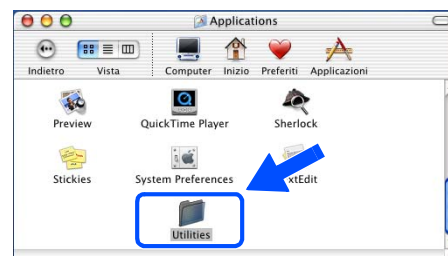 Applications
Indietro Vista Computer Inizio Preferiti Applicazioni
Preview QuickTime Player Sherlock
Stickies System Preferences xtEdit
Utilities